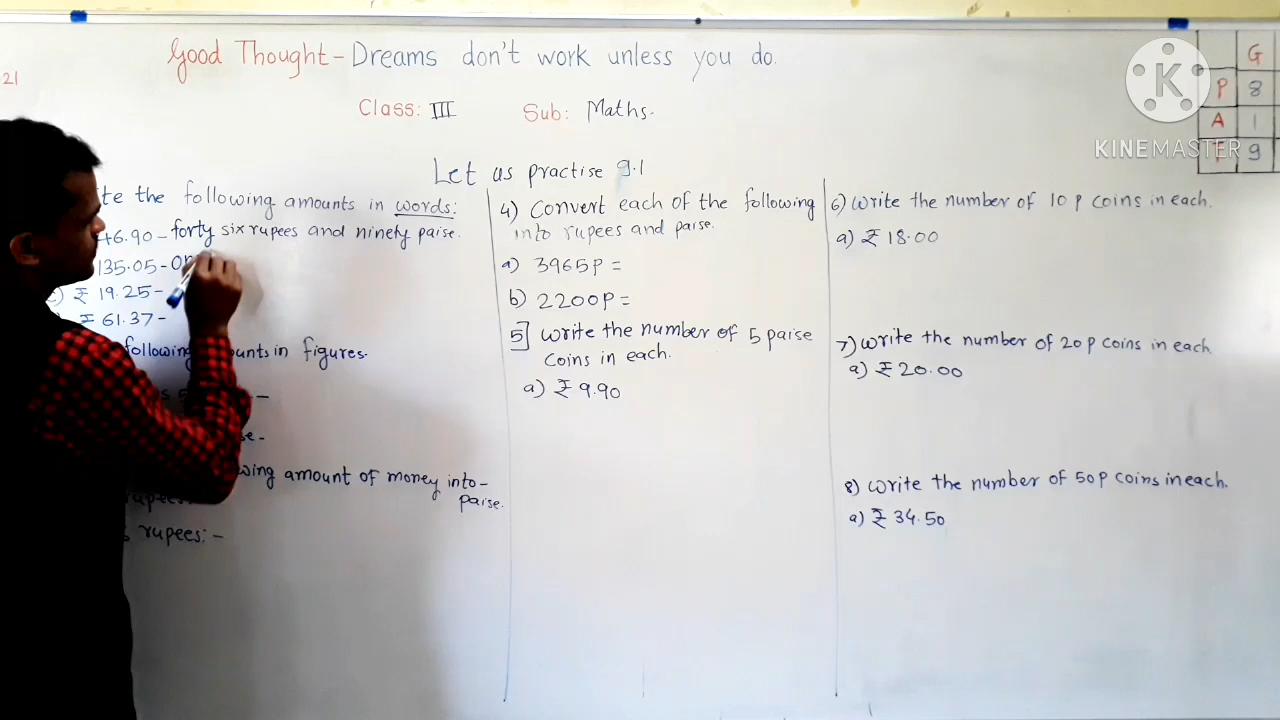 Good Thought - Dreams don't work unless you do.
21
Class: III Sub: Maths.
G
P 8
A 1
F 9
KINEMASTER
Let us practise 9.1
the following amounts in words:
46.90 - forty six rupees and ninety paise.
135.05 -
₹ 19.25 -
₹ 61.37 -
following in figures.
-
-
amount of money into-
paise.
rupees:-
4) Convert each of the following
into rupees and paise.
a) 3965P =
b) 2200P =
5] write the number of 5 paise
coins in each.
a) ₹ 9.90
6) write the number of 10 p coins in each.
a) ₹ 18.00
7) write the number of 20 p coins in each.
a) ₹ 20.00
8) write the number of 50 p coins in each.
a) ₹ 34.50